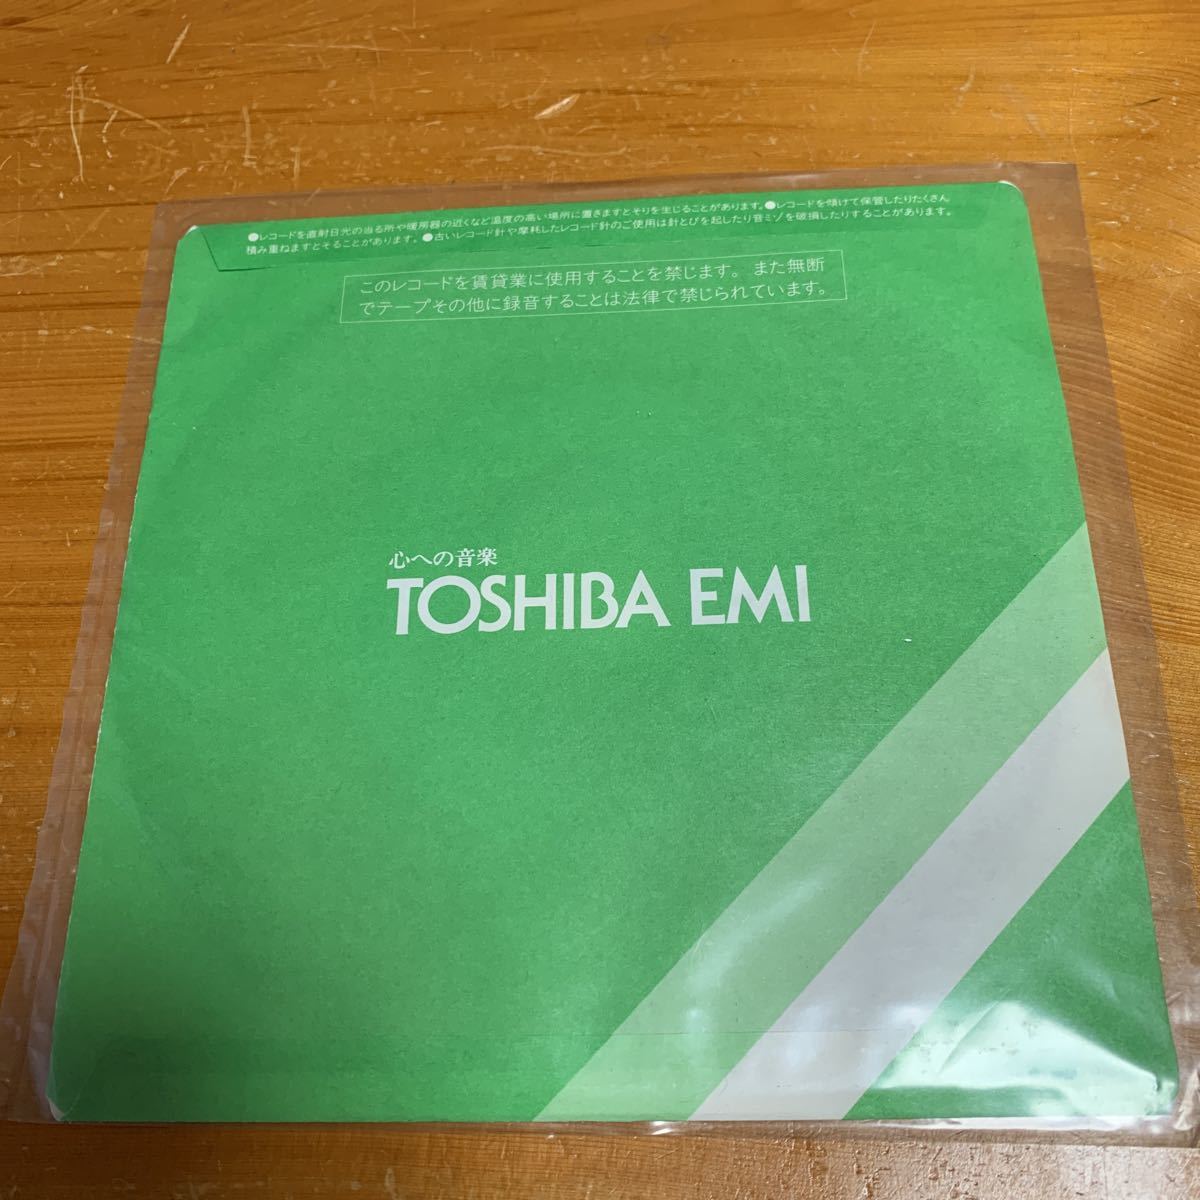 ●レコードを直射日光の当る所や暖房器の近くなど温度の高い場所に置きますとそりを生じることがあります。●レコードを傾けて保管したりたくさん
積み重ねますとそることがあります。●古いレコード針や摩耗したレコード針のご使用は針とびを起したり音ミゾを破損したりすることがあります。
このレコードを賃貸業に使用することを禁じます。また無断
でテープその他に録音することは法律で禁じられています。
心への音楽
TOSHIBA EMI